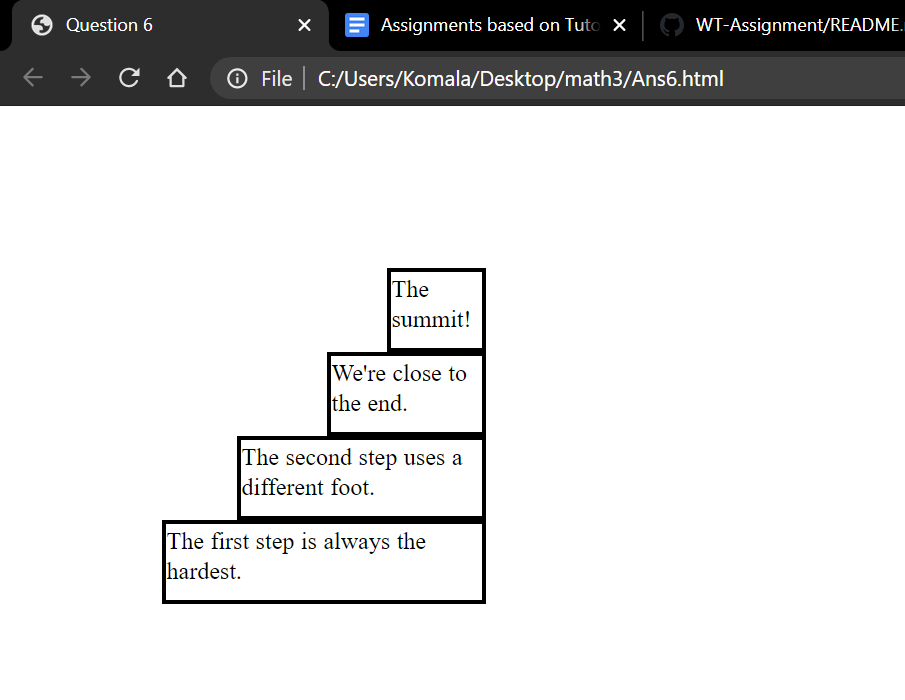 Question 6
Assignments based on Tuto
WT-Assignment/README.
File
C:/Users/Komala/Desktop/math3/Ans6.html
The
summit!
We're close to
the end.
The second step uses a
different foot.
The first step is always the
hardest.